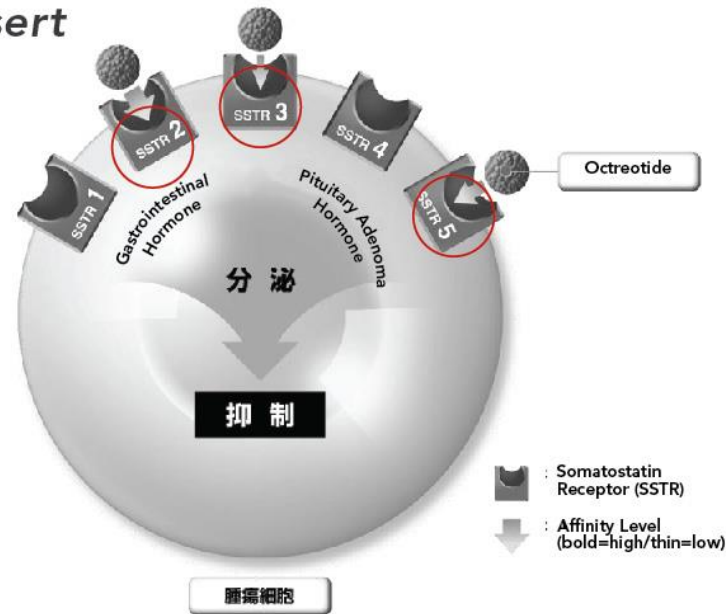 sert
SSTR 1
SSTR 2
SSTR 3
SSTR 4
SSTR 5
Octreotide
Gastrointestinal
Hormone
Pituitary Adenoma
Hormone
分泌
抑制
: Somatostatin
Receptor (SSTR)
: Affinity Level
(bold=high/thin=low)
腫瘍細胞